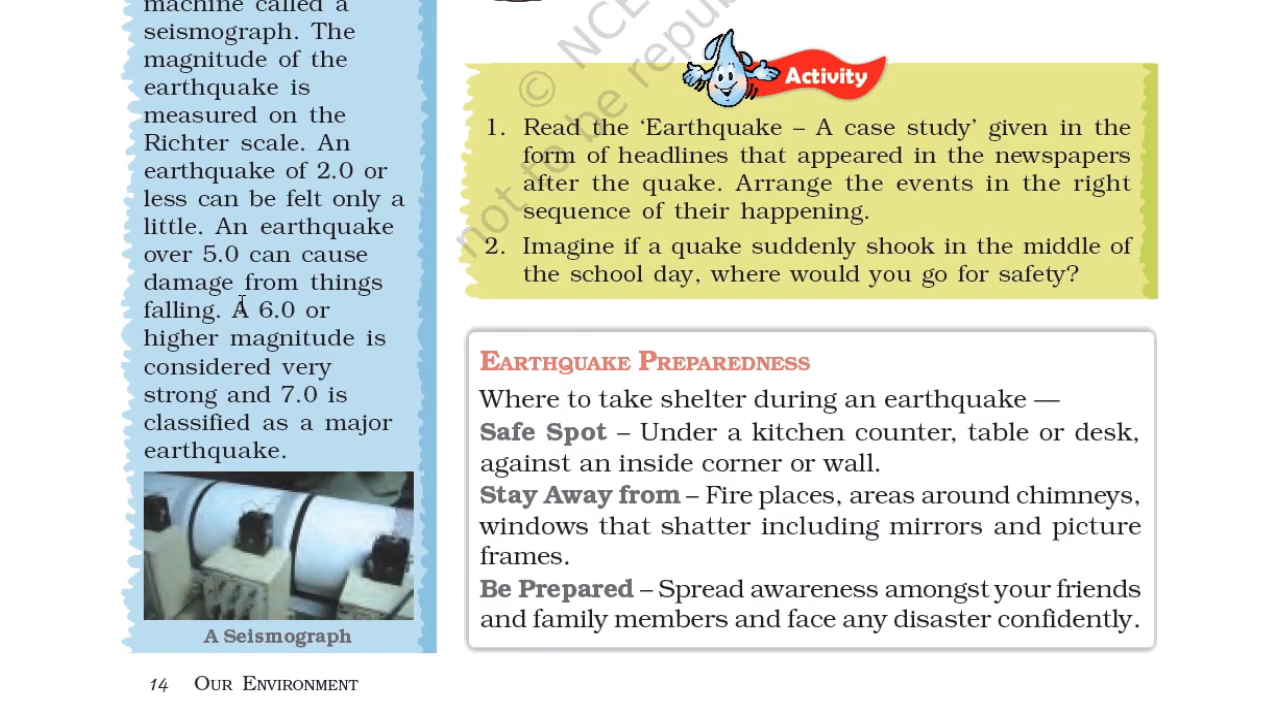 machine called a
seismograph. The
magnitude of the
earthquake is
measured on the
Richter scale. An
earthquake of 2.0 or
less can be felt only a
little. An earthquake
over 5.0 can cause
damage from things
falling. A 6.0 or
higher magnitude is
considered very
strong and 7.0 is
classified as a major
earthquake.
A Seismograph
© NCE
not to be repub
Activity
1. Read the ‘Earthquake – A case study’ given in the
form of headlines that appeared in the newspapers
after the quake. Arrange the events in the right
sequence of their happening.
2. Imagine if a quake suddenly shook in the middle of
the school day, where would you go for safety?
EARTHQUAKE PREPAREDNESS
Where to take shelter during an earthquake —
Safe Spot – Under a kitchen counter, table or desk,
against an inside corner or wall.
Stay Away from – Fire places, areas around chimneys,
windows that shatter including mirrors and picture
frames.
Be Prepared – Spread awareness amongst your friends
and family members and face any disaster confidently.
14 OUR ENVIRONMENT